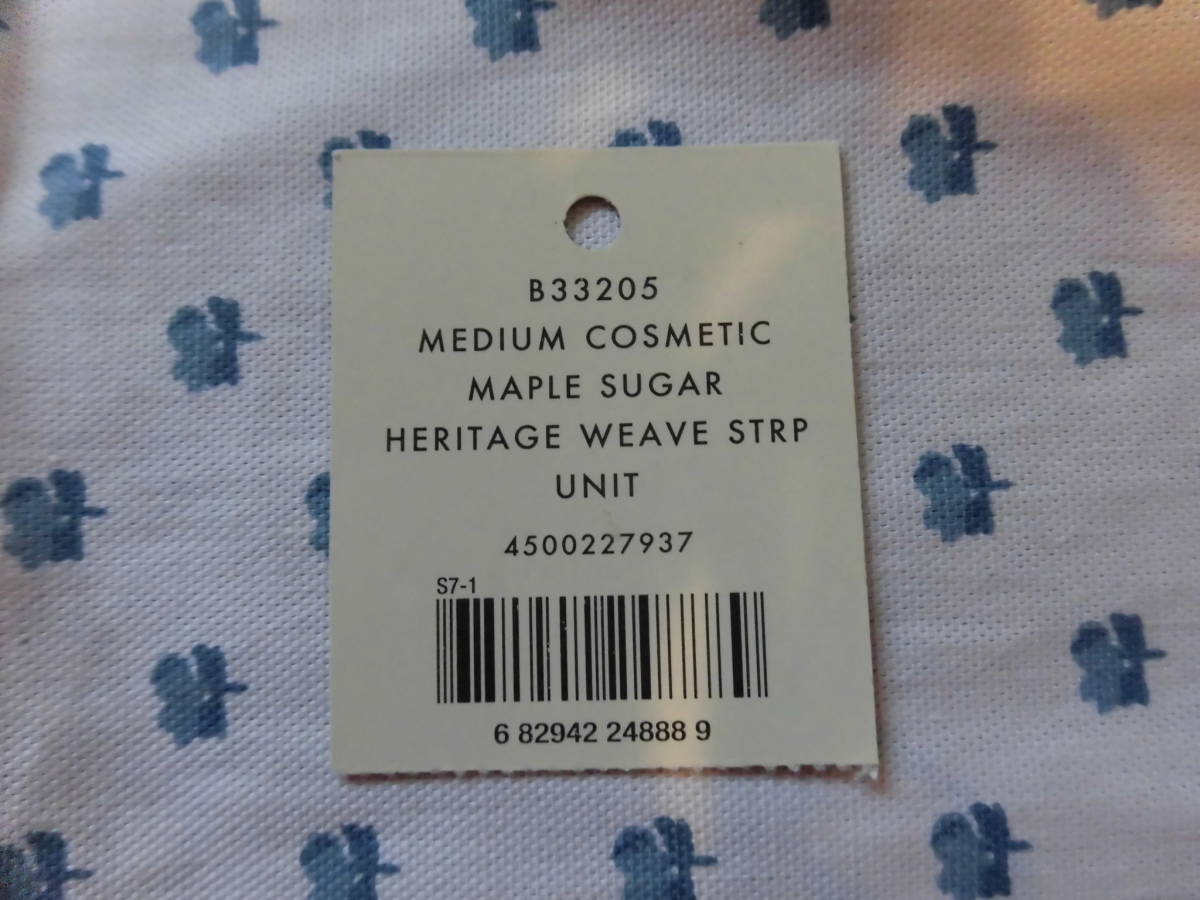 B33205
MEDIUM COSMETIC
MAPLE SUGAR
HERITAGE WEAVE STRP
UNIT
4500227937
S7-1
6 82942 24888 9